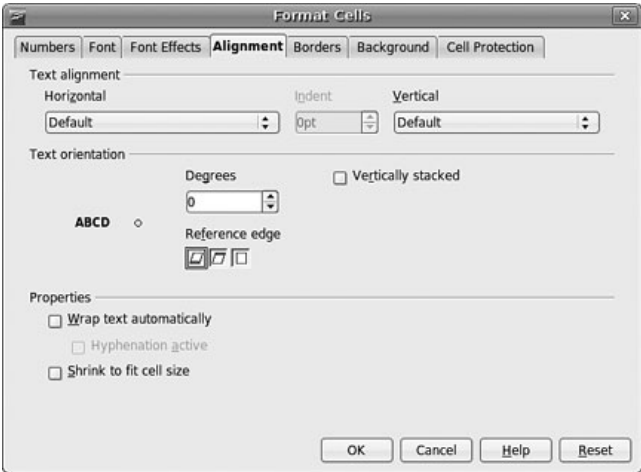 Format Cells
Numbers Font Font Effects Alignment Borders Background Cell Protection
Text alignment
Horizontal Indent Vertical
Default 0pt Default
Text orientation
Degrees Vertically stacked
0
ABCD
Reference edge
Properties
Wrap text automatically
Hyphenation active
Shrink to fit cell size
OK Cancel Help Reset